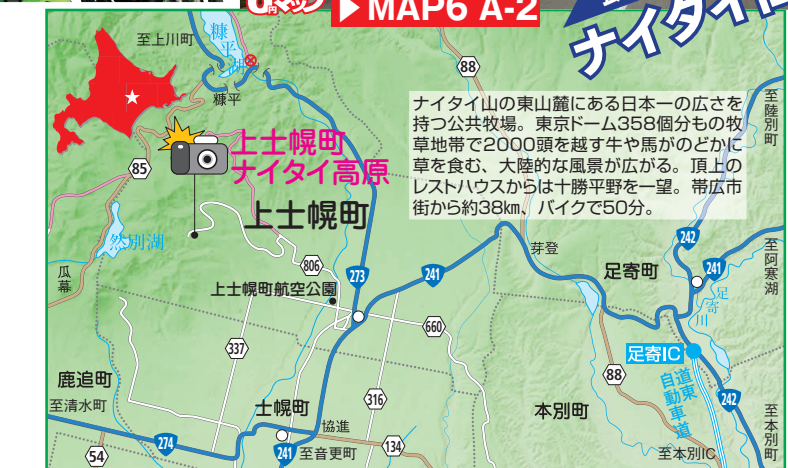 円マップ
▶MAP6 A-2
ナイタイ
至上川町
糠平湖
糠平
88
上士幌町
ナイタイ高原
上士幌町
ナイタイ山の東山麓にある日本一の広さを
持つ公共牧場。東京ドーム358個分もの牧
草地帯で2000頭を越す牛や馬がのどかに
草を食む、大陸的な風景が広がる。頂上の
レストハウスからは十勝平野を一望。帯広市
街から約38km、バイクで50分。
至陸別町
85
然別湖
瓜幕
806
273
241
芽登
足寄町
242
241
至阿寒湖
足寄川
上士幌町航空公園
660
337
足寄IC
88
鹿追町
至清水町
316
士幌町
協進
本別町
道東
自動車道
242
274
241
至音更町
134
54
至本別IC
至本別町